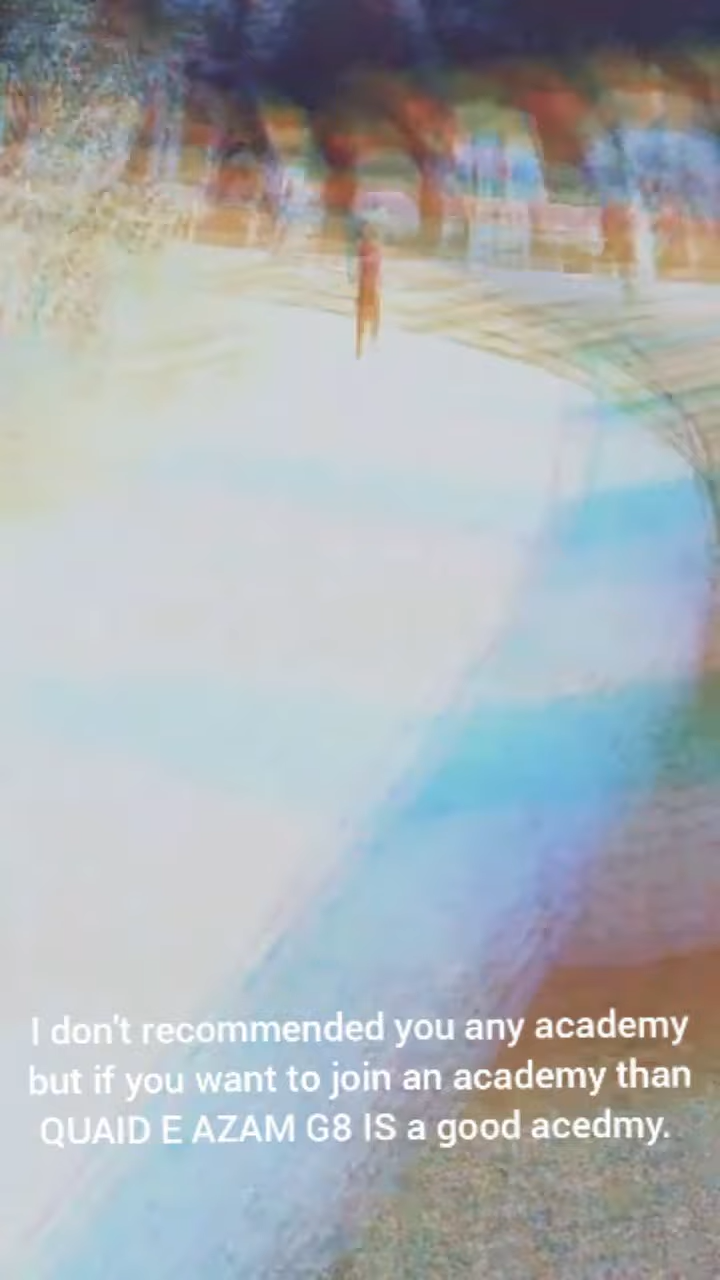 I don't recommended you any academy
but if you want to join an academy than
QUAID E AZAM G8 IS a good acedmy.